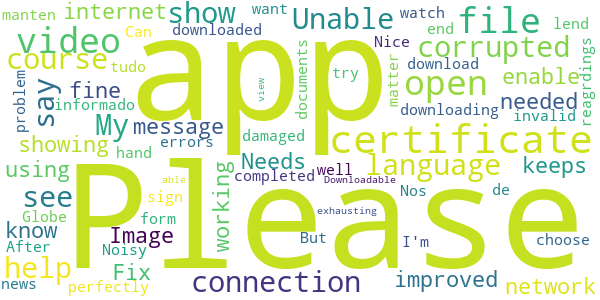 manten internet show Unable want watch
downloaded Can Nice end lend
video file corrupted
course app open try download enable
tudo documents matter
say fine
problem informado My message downloading needed
errors invalid reagrdings
showing hand damaged certificate
using Needs well language keeps
completed Downloadable
see working view able sign Please Nos de
Globe form exhausting
know Image But I'm choose
After Noisy
help Fix connection improved
news perfectly network